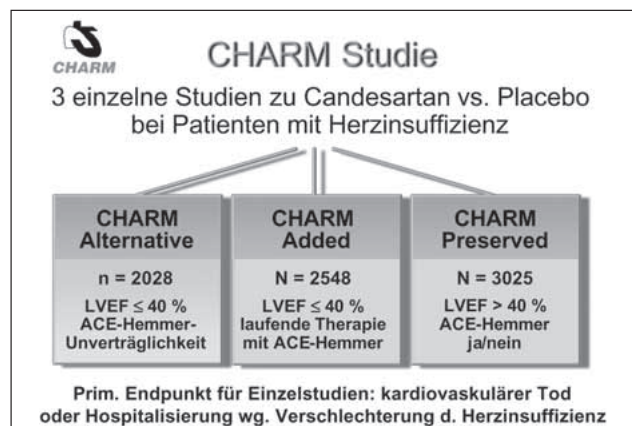 CHARM
CHARM Studie
3 einzelne Studien zu Candesartan vs. Placebo
bei Patienten mit Herzinsuffizienz
CHARM
Alternative
n = 2028
LVEF ≤ 40 %
ACE-Hemmer-
Unverträglichkeit
CHARM
Added
N = 2548
LVEF ≤ 40 %
laufende Therapie
mit ACE-Hemmer
CHARM
Preserved
N = 3025
LVEF > 40 %
ACE-Hemmer
ja/nein
Prim. Endpunkt für Einzelstudien: kardiovaskulärer Tod
oder Hospitalisierung wg. Verschlechterung d. Herzinsuffizienz